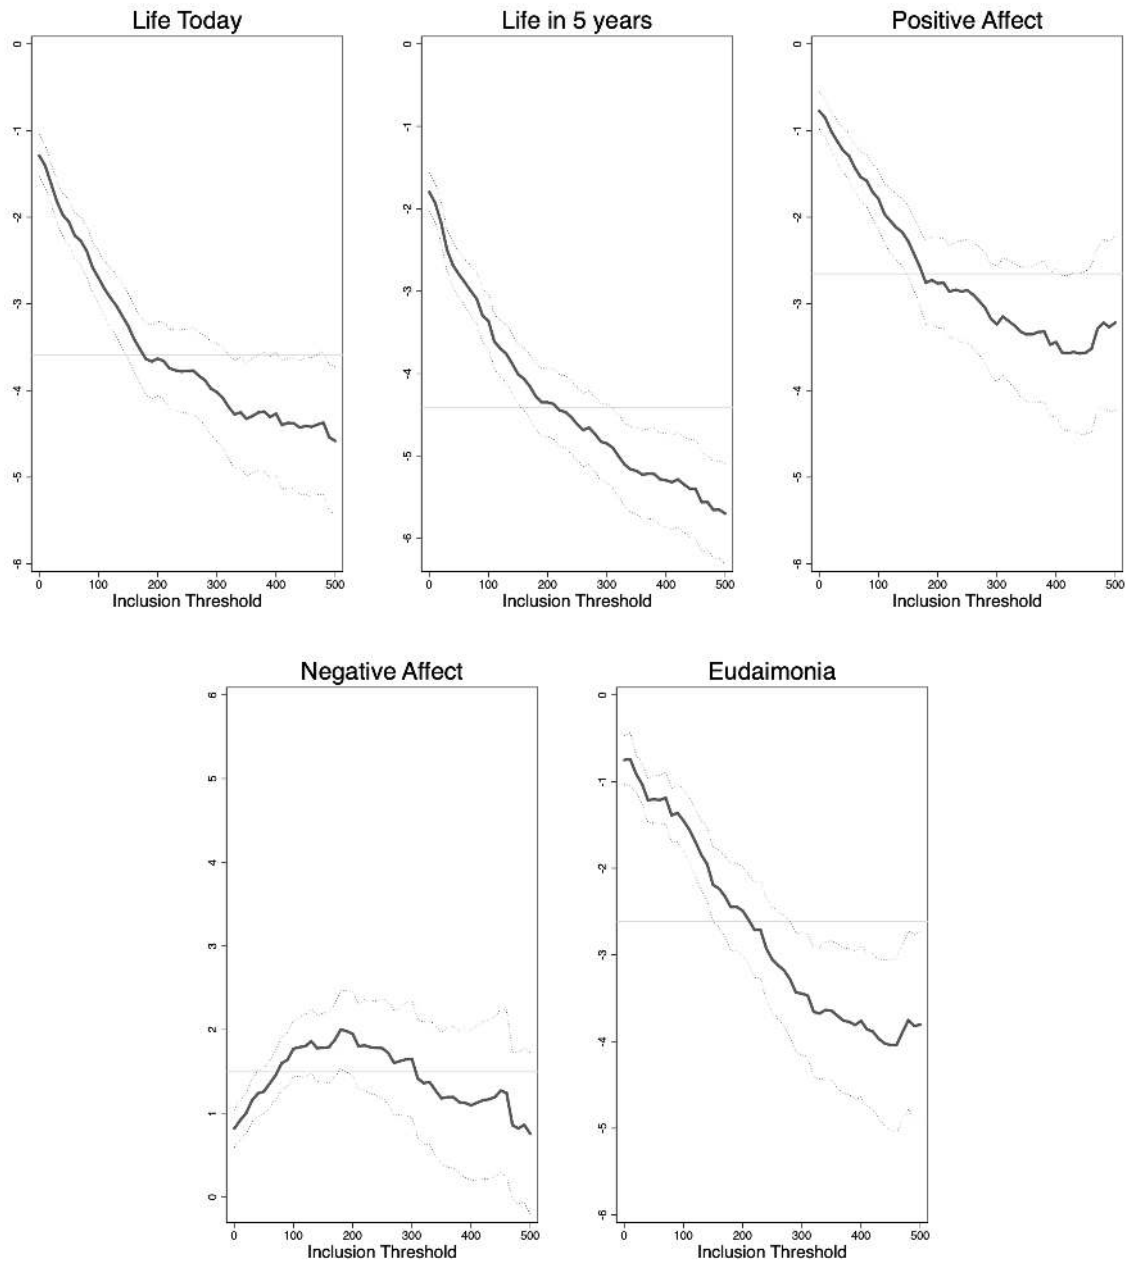 Life Today
Life in 5 years
Positive Affect
0
-1
-2
-3
-4
-5
-6
0 100 200 300 400 500
Inclusion Threshold
0
-1
-2
-3
-4
-5
-6
0 100 200 300 400 500
Inclusion Threshold
0
-1
-2
-3
-4
-5
-6
0 100 200 300 400 500
Inclusion Threshold
Negative Affect
Eudaimonia
6
5
4
3
2
1
0
0 100 200 300 400 500
Inclusion Threshold
0
-1
-2
-3
-4
-5
-6
0 100 200 300 400 500
Inclusion Threshold